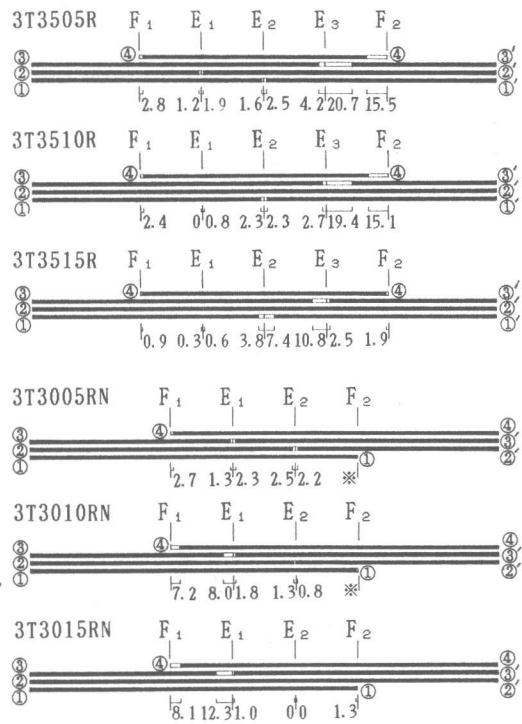 3T3505R F₁ E₁ E₂ E₃ F₂
④ ④
③ ③′
② ②′
① ①′
2.8 1.2 1.9 1.6 2.5 4.2 20.7 15.5
3T3510R F₁ E₁ E₂ E₃ F₂
④ ④
③ ③′
② ②′
① ①′
2.4 0 0.8 2.3 2.3 2.7 19.4 15.1
3T3515R F₁ E₁ E₂ E₃ F₂
④ ④
③ ③′
② ②′
① ①′
0.9 0.3 0.6 3.8 7.4 10.8 2.5 1.9
3T3005RN F₁ E₁ E₂ F₂
④ ④
③ ③′
② ②′
① ①
2.7 1.3 2.3 2.5 2.2 ※
3T3010RN F₁ E₁ E₂ F₂
④ ④
③ ③′
② ②′
① ①
7.2 8.0 1.8 1.3 0.8 ※
3T3015RN F₁ E₁ E₂ F₂
④ ④
③ ③′
② ②′
① ①
8.1 12.3 1.0 0 0 1.3